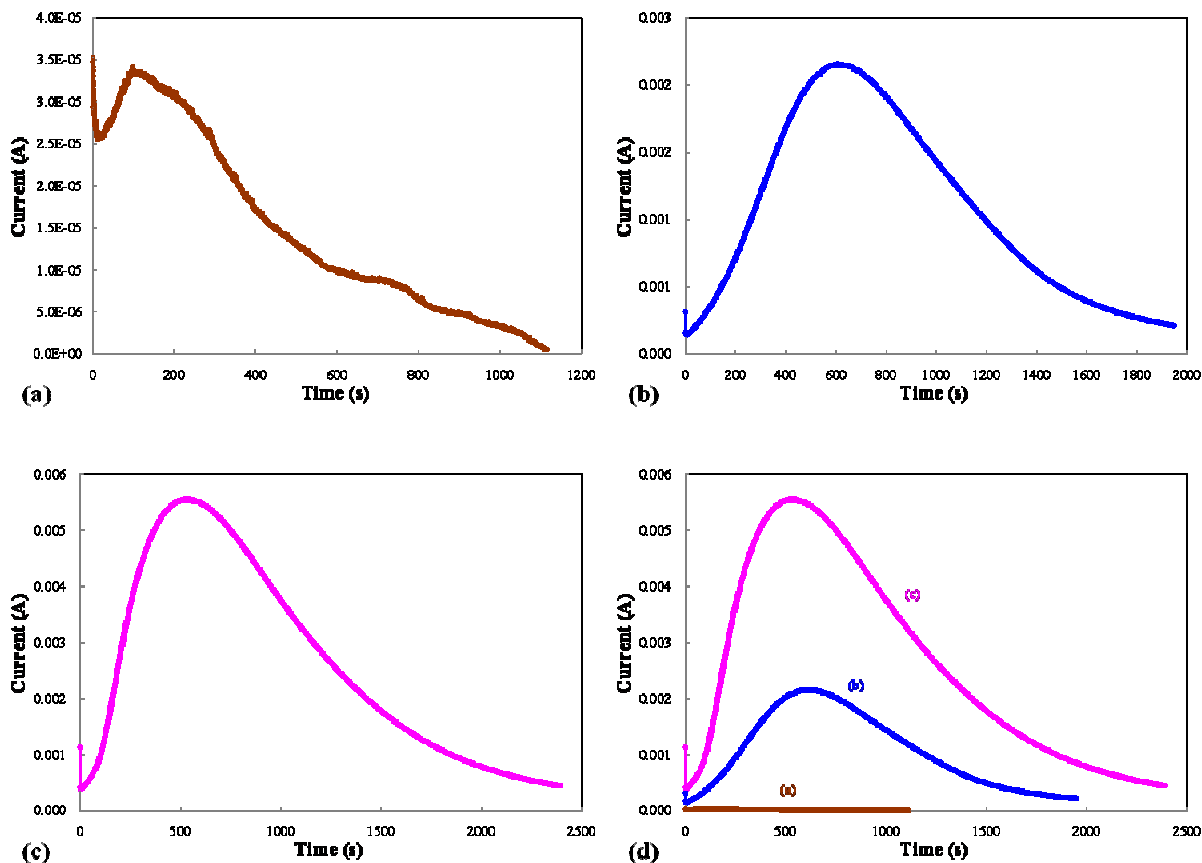 4.0E-05
3.5E-05
3.0E-05
2.5E-05
2.0E-05
1.5E-05
1.0E-05
5.0E-06
0.0E+00
Current (A)
0 200 400 600 800 1000 1200
Time (s)
(a)
0.003
0.002
0.002
0.001
0.001
0.000
Current (A)
0 200 400 600 800 1000 1200 1400 1600 1800 2000
Time (s)
(b)
0.006
0.005
0.004
0.003
0.002
0.001
0.000
Current (A)
0 500 1000 1500 2000 2500
Time (s)
(c)
0.006
0.005
0.004
0.003
0.002
0.001
0.000
Current (A)
(c)
(b)
(a)
0 500 1000 1500 2000 2500
Time (s)
(d)